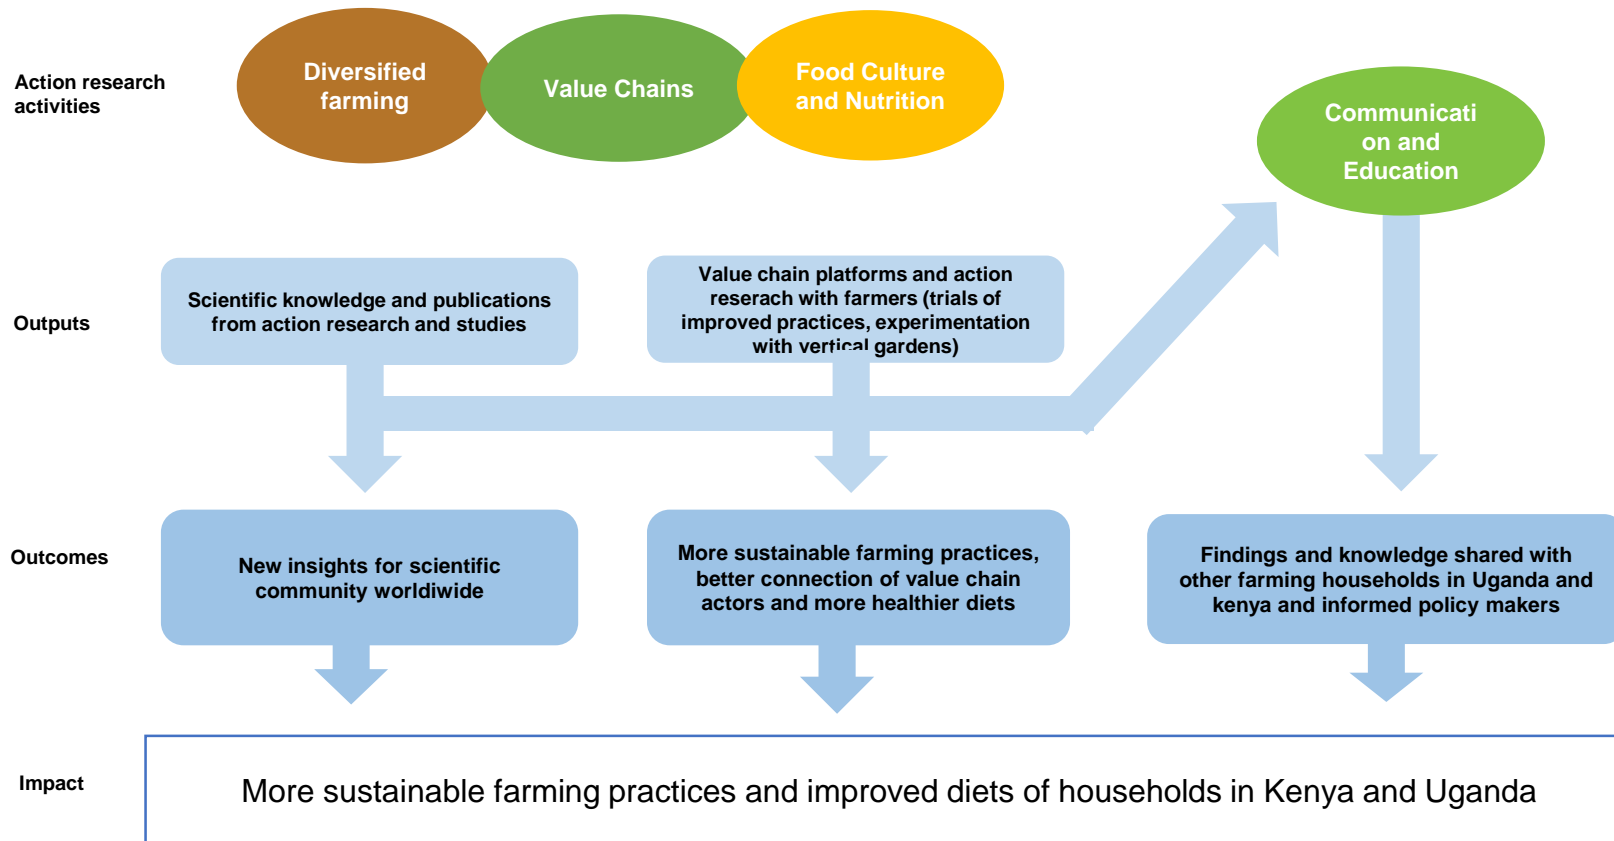 Action research
activities
Diversified
farming
Value Chains
Food Culture
and Nutrition
Communicati
on and
Education
Outputs
Scientific knowledge and publications
from action research and studies
Value chain platforms and action
reserach with farmers (trials of
improved practices, experimentation
with vertical gardens)
Outcomes
New insights for scientific
community worldiwide
More sustainable farming practices,
better connection of value chain
actors and more healthier diets
Findings and knowledge shared with
other farming households in Uganda and
kenya and informed policy makers
Impact
More sustainable farming practices and improved diets of households in Kenya and Uganda